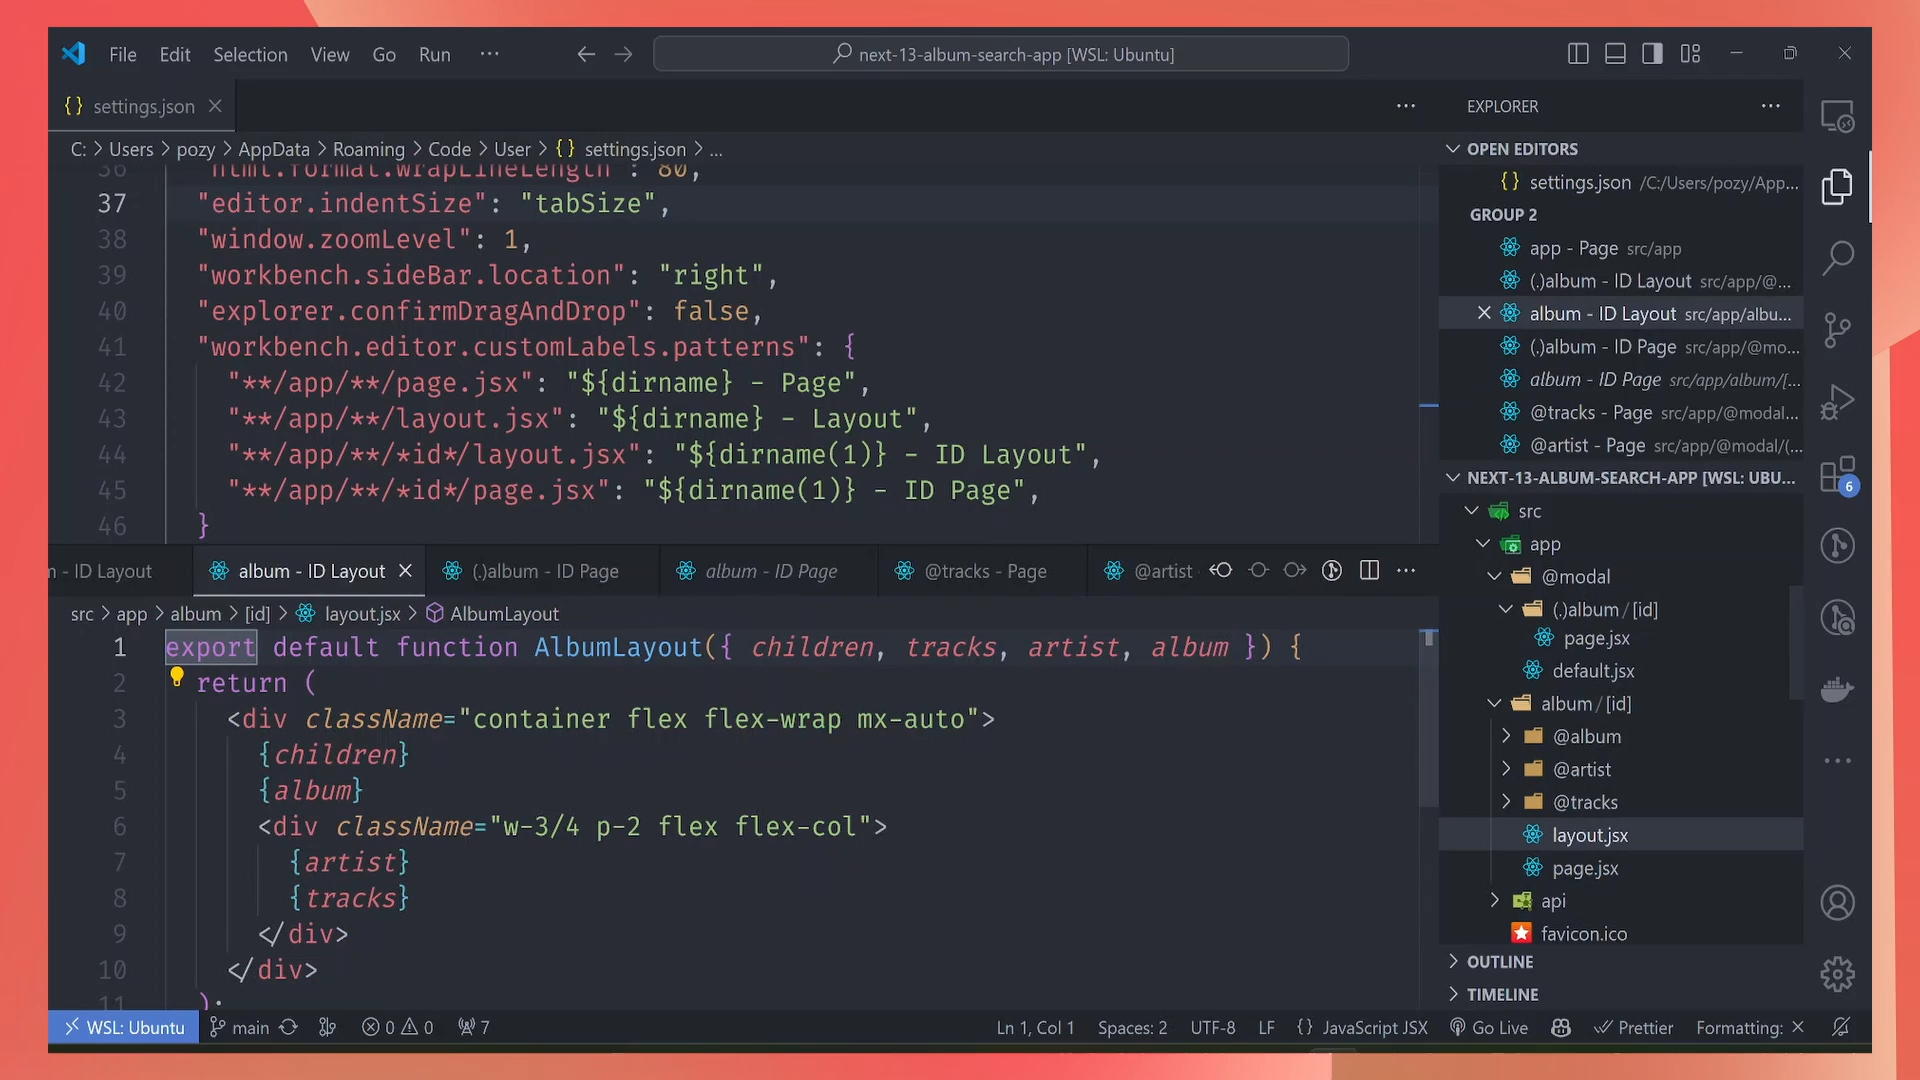 File Edit Selection View Go Run ···
next-13-album-search-app [WSL: Ubuntu]
{} settings.json
C: > Users > pozy > AppData > Roaming > Code > User > {} settings.json > ...
36 "html.format.wrapLineLength": 80,
37 "editor.indentSize": "tabSize",
38 "window.zoomLevel": 1,
39 "workbench.sideBar.location": "right",
40 "explorer.confirmDragAndDrop": false,
41 "workbench.editor.customLabels.patterns": {
42 "**/app/**/page.jsx": "${dirname} - Page",
43 "**/app/**/layout.jsx": "${dirname} - Layout",
44 "**/app/**/*id*/layout.jsx": "${dirname(1)} - ID Layout",
45 "**/app/**/*id*/page.jsx": "${dirname(1)} - ID Page",
46 }
- ID Layout album - ID Layout (.)album - ID Page album - ID Page @tracks - Page @artist
src > app > album > [id] > layout.jsx > AlbumLayout
1 export default function AlbumLayout({ children, tracks, artist, album }) {
2 return (
3 <div className="container flex flex-wrap mx-auto">
4 {children}
5 {album}
6 <div className="w-3/4 p-2 flex flex-col">
7 {artist}
8 {tracks}
9 </div>
10 </div>
11 );
EXPLORER
OPEN EDITORS
{} settings.json /C:/Users/pozy/App...
GROUP 2
app - Page src/app
(.)album - ID Layout src/app/@...
album - ID Layout src/app/albu...
(.)album - ID Page src/app/@mo...
album - ID Page src/app/album/[...
@tracks - Page src/app/@modal...
@artist - Page src/app/@modal/(...
NEXT-13-ALBUM-SEARCH-APP [WSL: UBU...
src
app
@modal
(.)album / [id]
page.jsx
default.jsx
album / [id]
@album
@artist
@tracks
layout.jsx
page.jsx
api
favicon.ico
OUTLINE
TIMELINE
6
WSL: Ubuntu main 0 0 7 Ln 1, Col 1 Spaces: 2 UTF-8 LF {} JavaScript JSX Go Live Prettier Formatting: ×